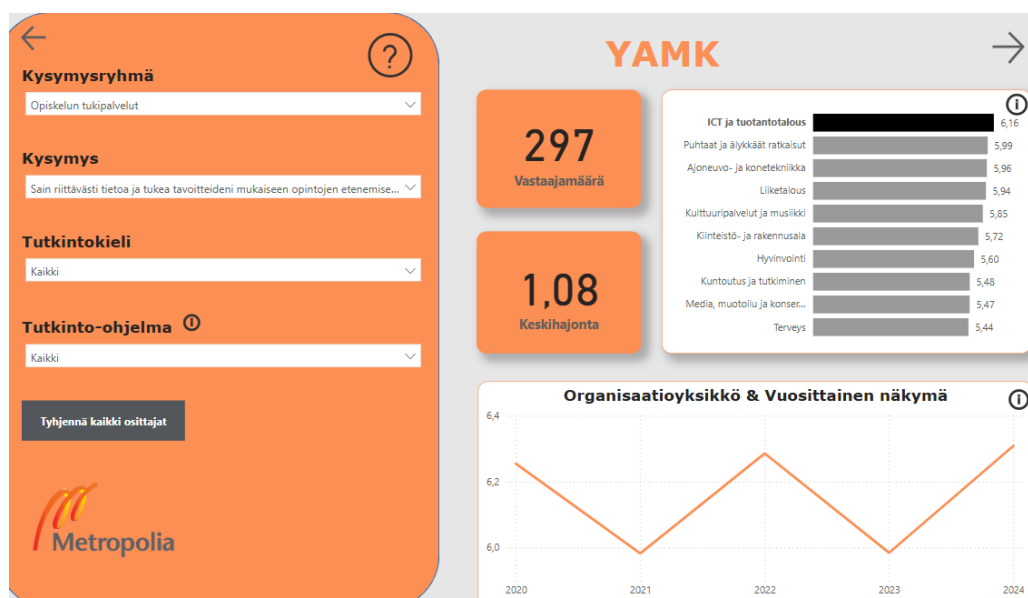 Kysymysryhmä
?
Opiskelun tukipalvelut
Kysymys
Sain riittävästi tietoa ja tukea tavoitteideni mukaiseen opintojen etenemise...
Tutkintokieli
Kaikki
Tutkinto-ohjelma
Kaikki
Tyhjennä kaikki osittajat
Metropolia
YAMK
297
Vastaajamäärä
1,08
Keskihajonta
ICT ja tuotantotalous 6,16
Puhtaat ja älykkäät ratkaisut 5,99
Ajoneuvo- ja konetekniikka 5,96
Liiketalous 5,94
Kulttuuripalvelut ja musiikki 5,85
Kiinteistö- ja rakennusala 5,72
Hyvinvointi 5,60
Kuntoutus ja tutkiminen 5,48
Media, muotoilu ja konser... 5,47
Terveys 5,44
Organisaatioyksikkö & Vuosittainen näkymä
6,4
6,2
6,0
2020 2021 2022 2023 2024